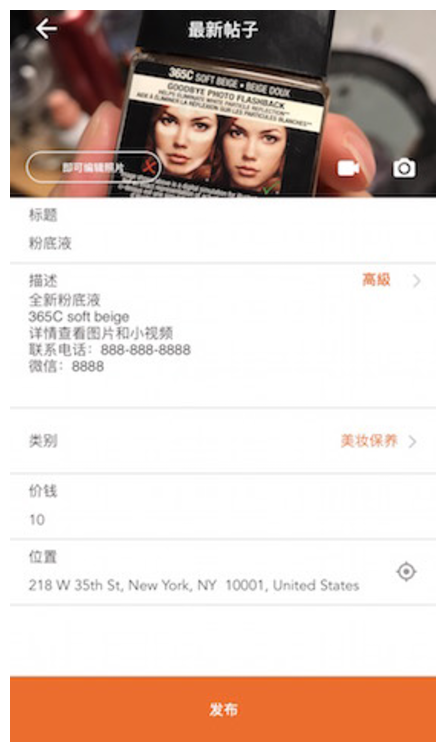 最新帖子
365C SOFT BEIGE • BEIGE DOUX
GOODBYE PHOTO FLASHBACK
HELPS ELIMINATE WHITE PARTICLE REFLECTION
AIDE À ÉLIMINER LA RÉFLEXION SUR LES PARTICULES BLANCHES
即可编辑照片
标题
粉底液
描述
高級
全新粉底液
365C soft beige
详情查看图片和小视频
联系电话：888-888-8888
微信：8888
类别
美妆保养
价钱
10
位置
218 W 35th St, New York, NY 10001, United States
发布